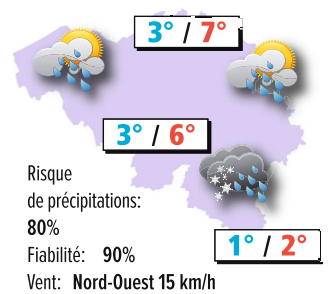 3° / 7°
3° / 6°
Risque
de précipitations:
80%
Fiabilité: 90%
1° / 2°
Vent: Nord-Ouest 15 km/h